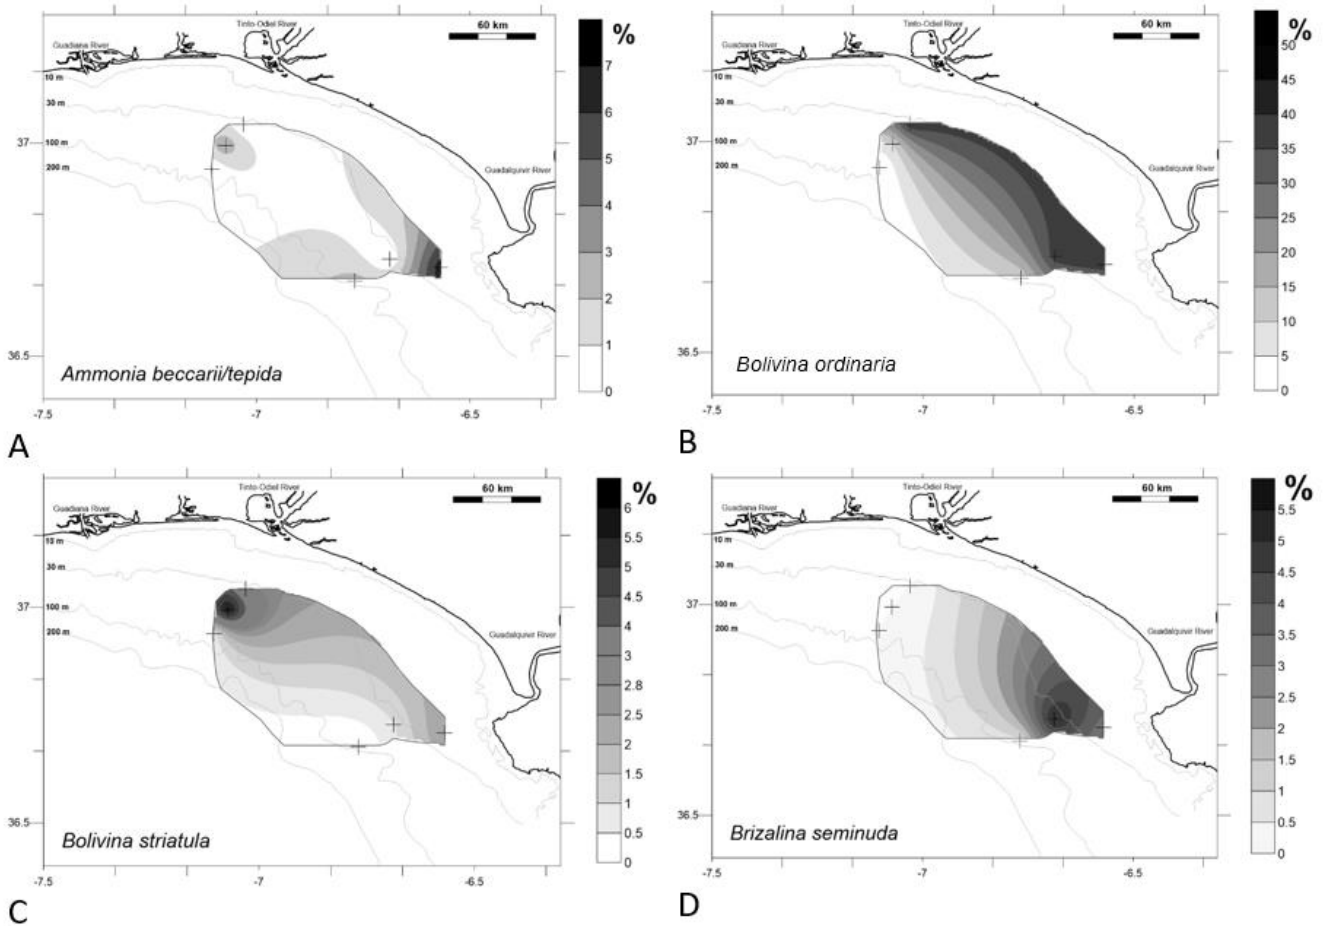 Tinto-Odiel River
60 km
%
Guadiana River
10 m
30 m
37
100 m
200 m
Guadalquivir River
7
6
5
4
3
2
1
0
36.5
Ammonia beccarii/tepida
-7.5
-7
-6.5
A
Tinto-Odiel River
60 km
%
Guadiana River
10 m
30 m
37
100 m
200 m
Guadalquivir River
50
45
40
35
30
25
20
15
10
5
0
36.5
Bolivina ordinaria
-7.5
-7
-6.5
B
Tinto-Odiel River
60 km
%
Guadiana River
10 m
30 m
37
100 m
200 m
Guadalquivir River
6
5.5
5
4.5
4
3
2.8
2.5
2
1.5
1
0.5
0
36.5
Bolivina striatula
-7.5
-7
-6.5
C
Tinto-Odiel River
60 km
%
Guadiana River
10 m
30 m
37
100 m
200 m
Guadalquivir River
5.5
5
4.5
4
3.5
3
2.5
2
1.5
1
0.5
0
36.5
Brizalina seminuda
-7.5
-7
-6.5
D